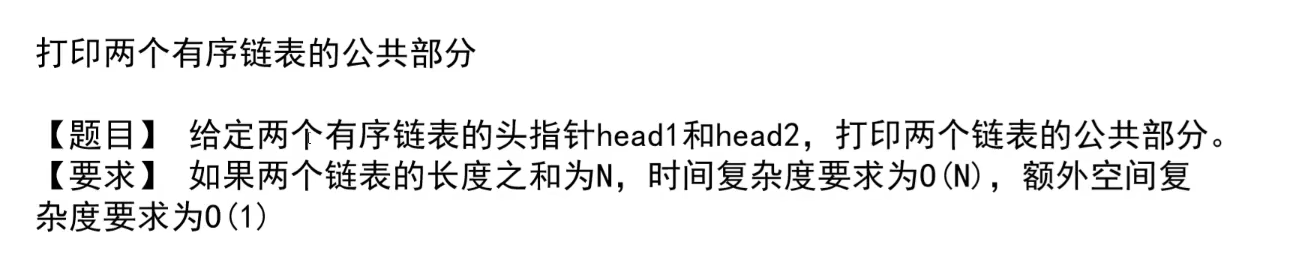 打印两个有序链表的公共部分
【题目】 给定两个有序链表的头指针head1和head2，打印两个链表的公共部分。
【要求】 如果两个链表的长度之和为N，时间复杂度要求为O(N)，额外空间复
杂度要求为O(1)